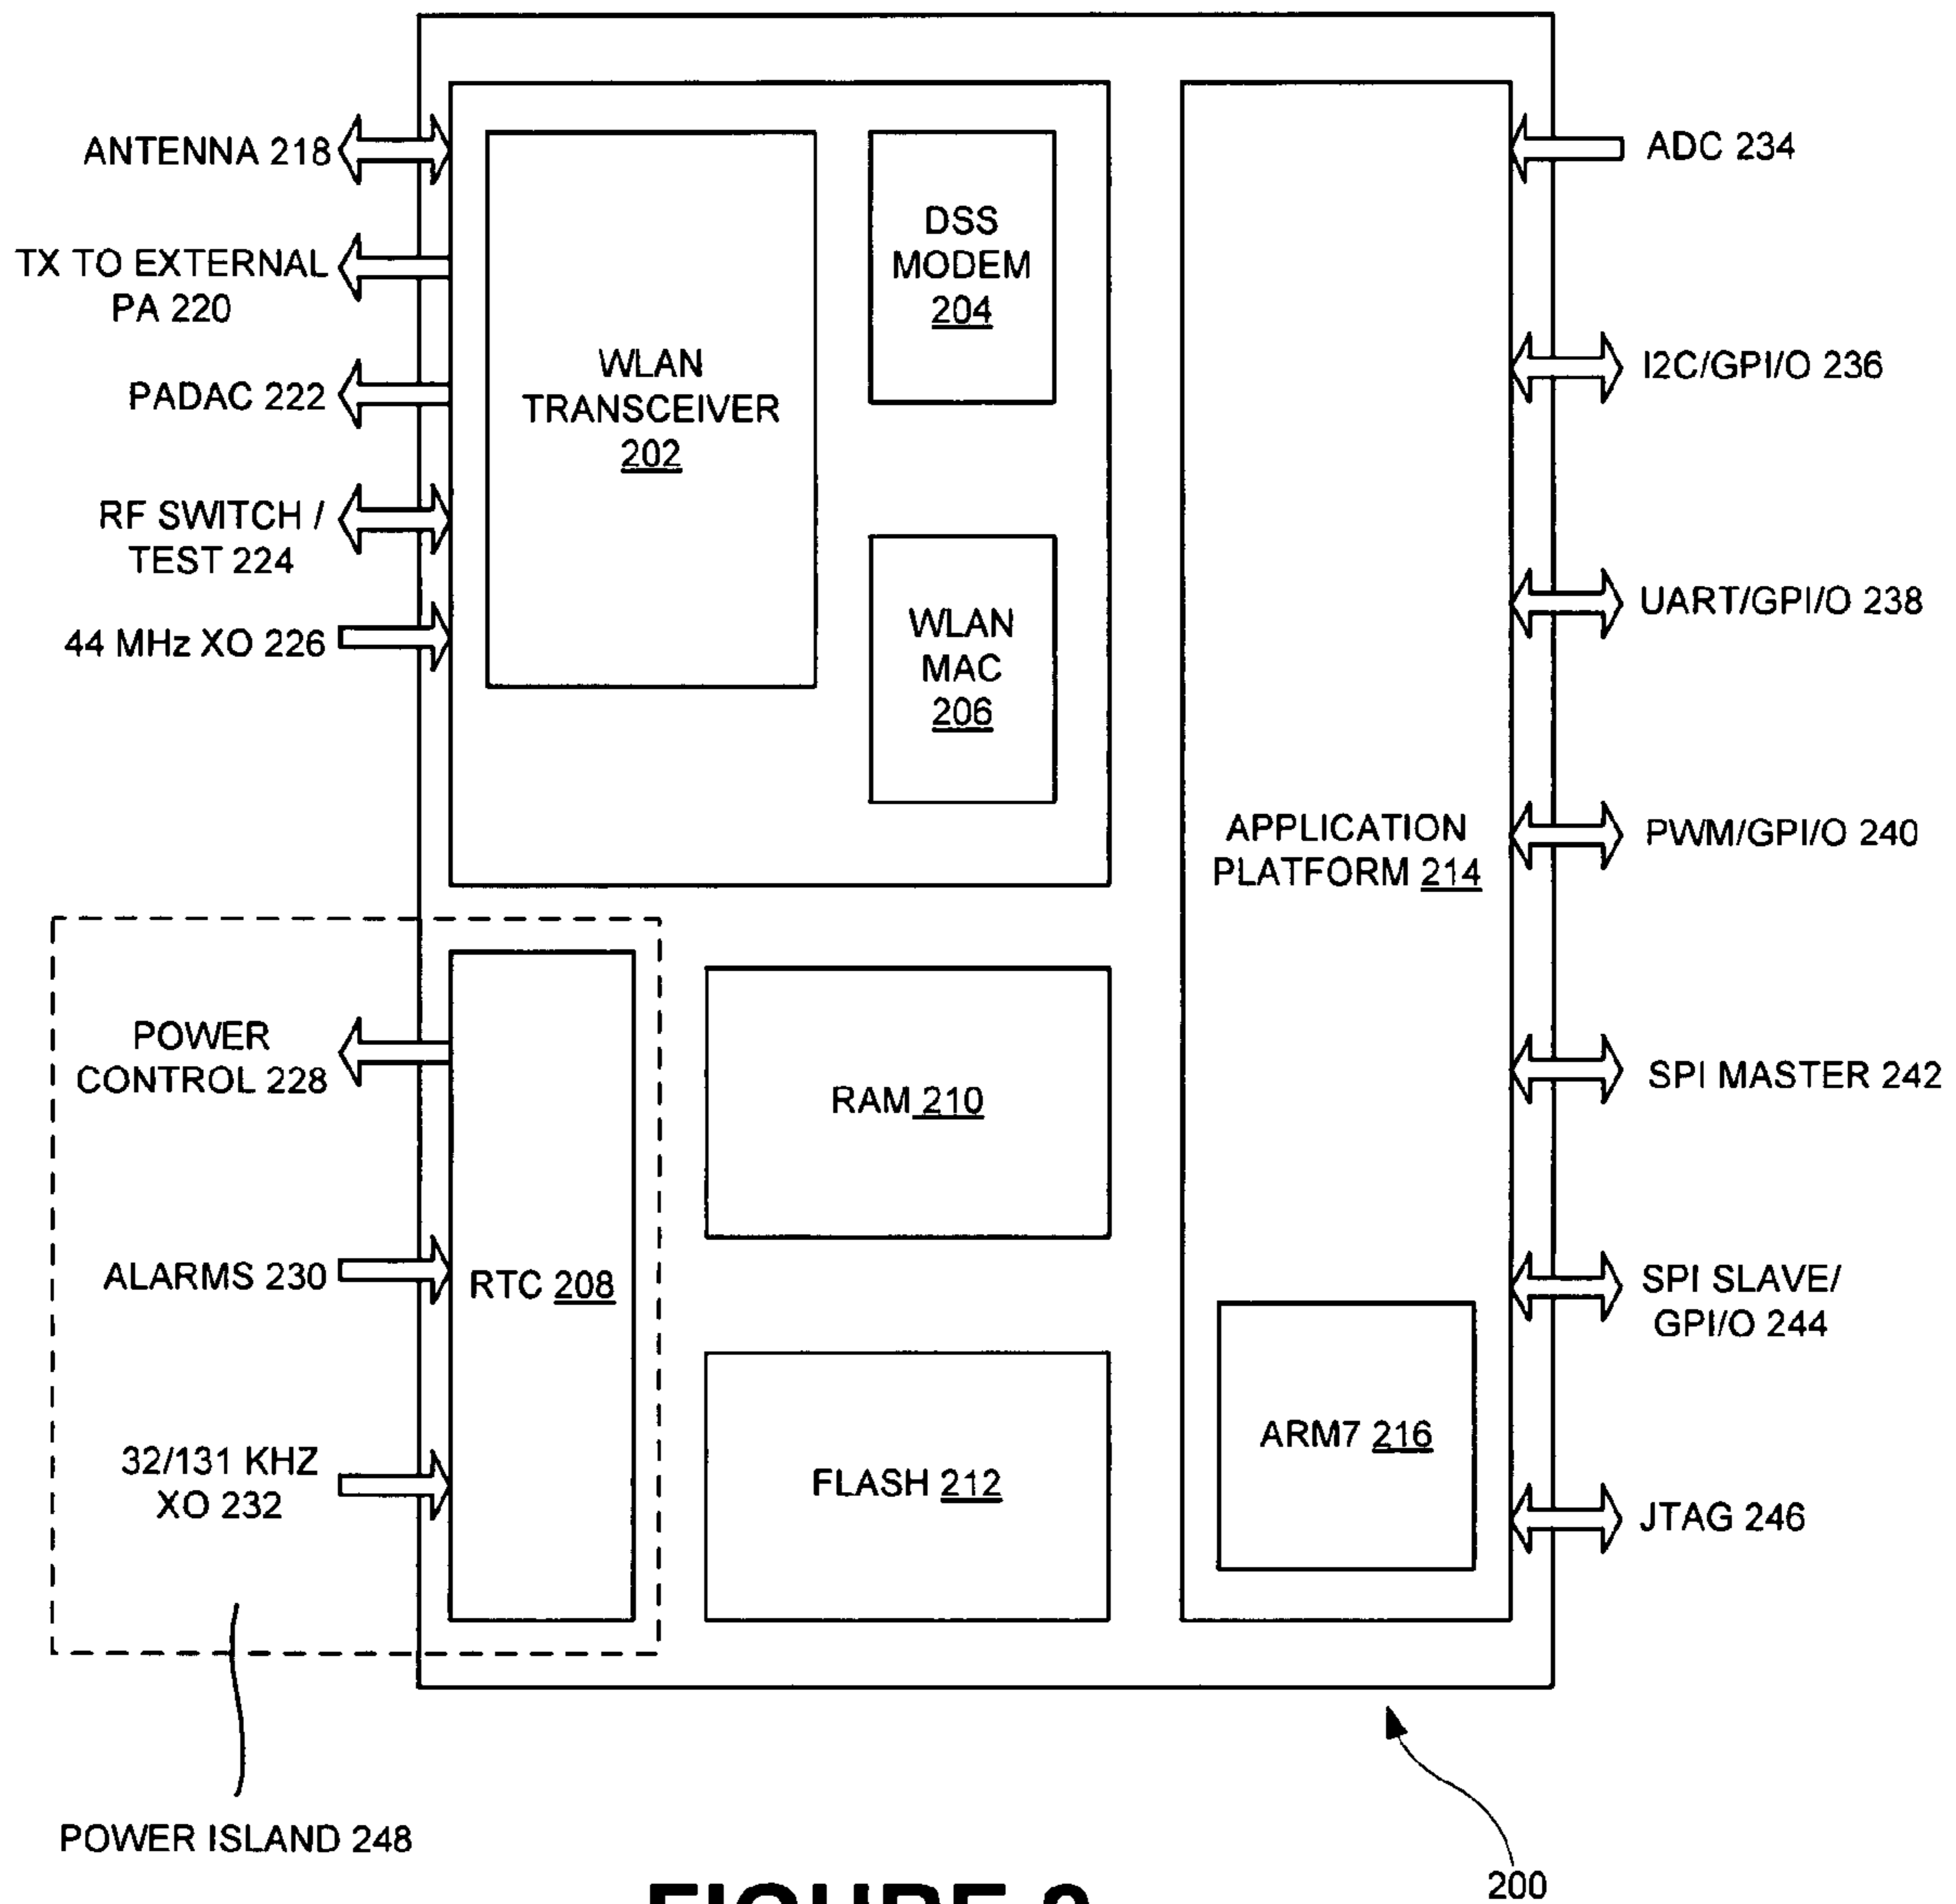 ANTENNA 218
TX TO EXTERNAL
PA 220
PADAC 222
RF SWITCH /
TEST 224
44 MHz XO 226
WLAN
TRANSCEIVER
202
DSS
MODEM
204
WLAN
MAC
206
APPLICATION
PLATFORM 214
ADC 234
I2C/GPI/O 236
UART/GPI/O 238
PWM/GPI/O 240
SPI MASTER 242
SPI SLAVE/
GPI/O 244
JTAG 246
POWER
CONTROL 228
ALARMS 230
32/131 KHZ
XO 232
RTC 208
RAM 210
FLASH 212
ARM7 216
POWER ISLAND 248
200
FIGURE